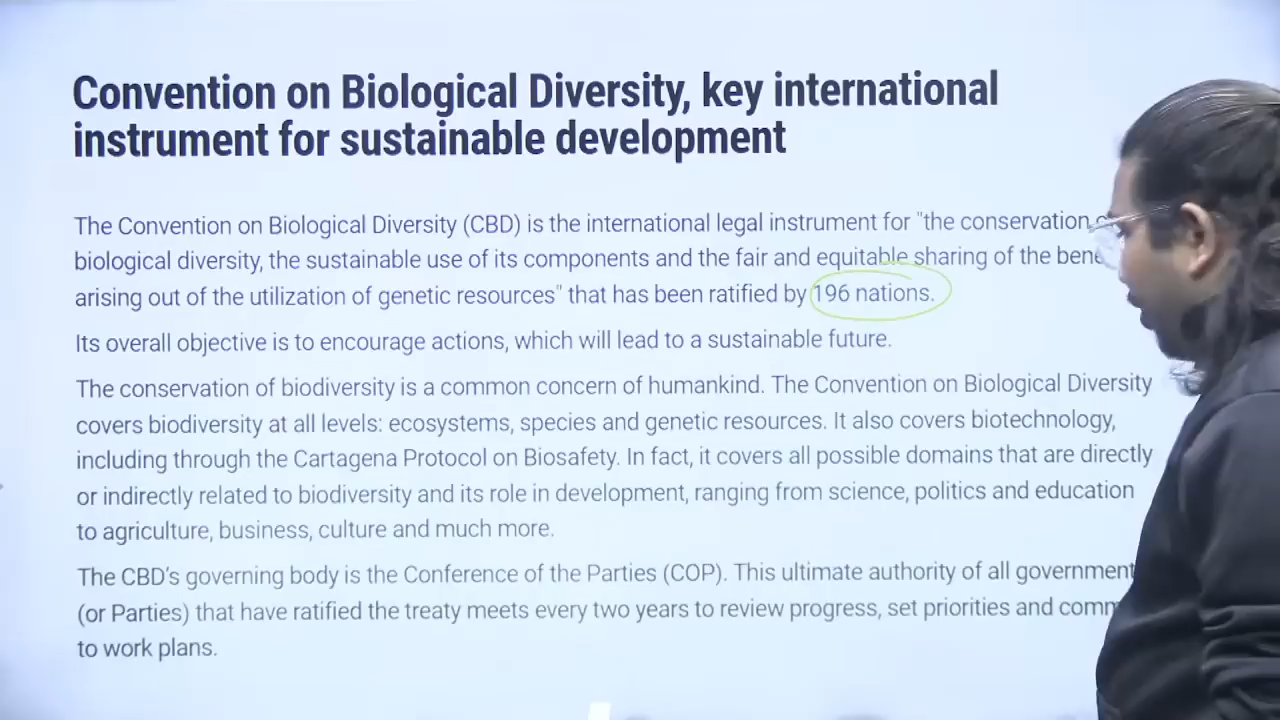 Convention on Biological Diversity, key international
instrument for sustainable development
The Convention on Biological Diversity (CBD) is the international legal instrument for "the conservation
biological diversity, the sustainable use of its components and the fair and equitable sharing of the
arising out of the utilization of genetic resources" that has been ratified by 196 nations.
Its overall objective is to encourage actions, which will lead to a sustainable future.
The conservation of biodiversity is a common concern of humankind. The Convention on Biological Diversity
covers biodiversity at all levels: ecosystems, species and genetic resources. It also covers biotechnology,
including through the Cartagena Protocol on Biosafety. In fact, it covers all possible domains that are directly
or indirectly related to biodiversity and its role in development, ranging from science, politics and education
to agriculture, business, culture and much more.
The CBD's governing body is the Conference of the Parties (COP). This ultimate authority of all government
(or Parties) that have ratified the treaty meets every two years to review progress, set priorities and
to work plans.